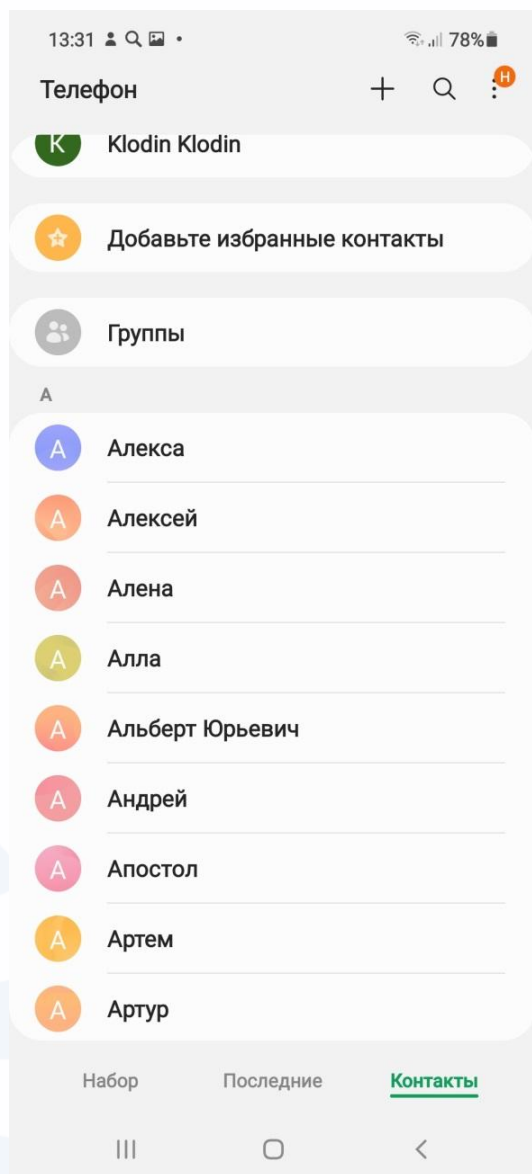 13:31 78%
Телефон
Н
K Klodin Klodin
Добавьте избранные контакты
Группы
А
А Алекса
А Алексей
А Алена
А Алла
А Альберт Юрьевич
А Андрей
А Апостол
А Артем
А Артур
Набор Последние Контакты